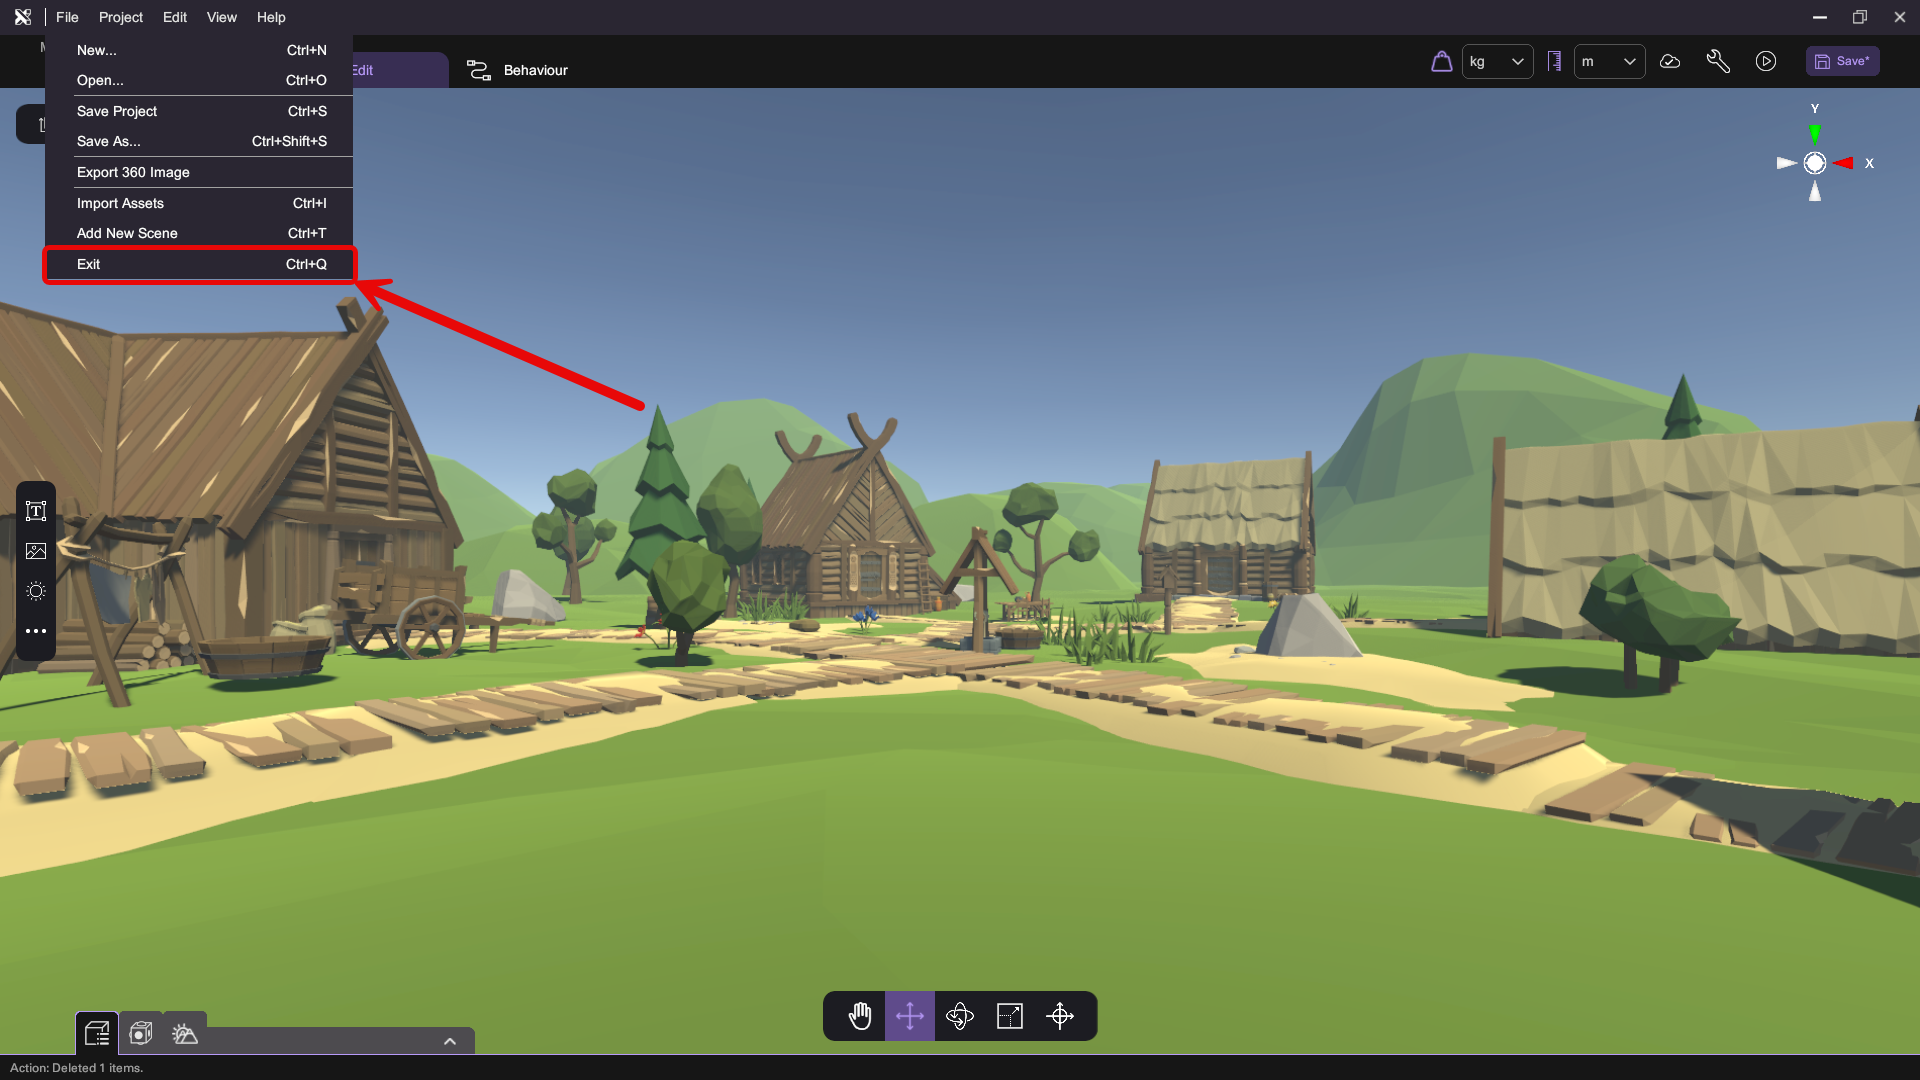 File Project Edit View Help
New... Ctrl+N
Open... Ctrl+O
Save Project Ctrl+S
Save As... Ctrl+Shift+S
Export 360 Image
Import Assets Ctrl+I
Add New Scene Ctrl+T
Exit Ctrl+Q
Edit
Behaviour
kg
m
Save*
Y
X
T
Action: Deleted 1 items.